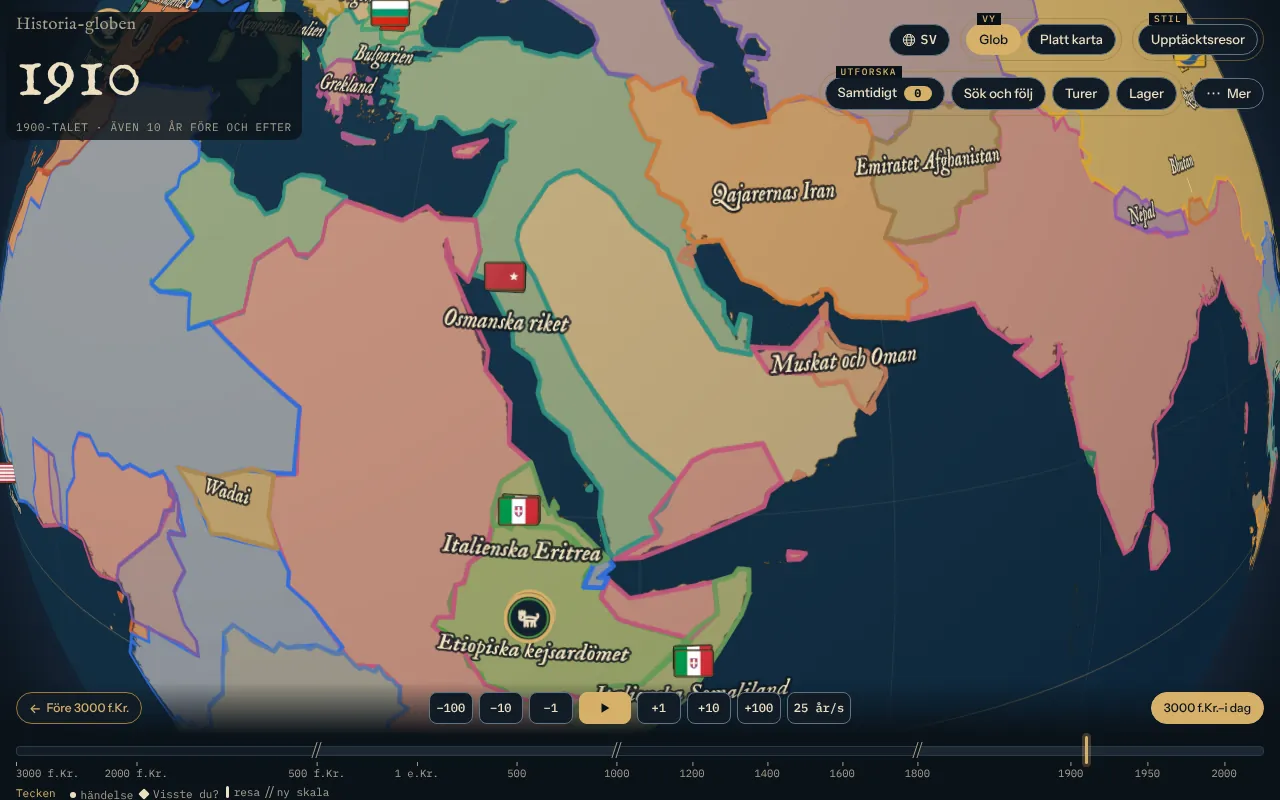 Historia-globen
1910
1900-TALET · ÄVEN 10 ÅR FÖRE OCH EFTER
SV
VY
Glob
Platt karta
STIL
Upptäcktsresor
UTFORSKA
Samtidigt 0
Sök och följ
Turer
Lager
··· Mer
Bulgarien
Grekland
Qajarernas Iran
Emiratet Afghanistan
Bhutan
Nepal
Osmanska riket
Muskat och Oman
Wadai
Italienska Eritrea
Etiopiska kejsardömet
Italienska Somaliland
← Före 3000 f.Kr.
−100
−10
−1
+1
+10
+100
25 år/s
3000 f.Kr.–i dag
3000 f.Kr.
2000 f.Kr.
500 f.Kr.
1 e.Kr.
500
1000
1200
1400
1600
1800
1900
1950
2000
Tecken
händelse
Visste du?
resa
// ny skala